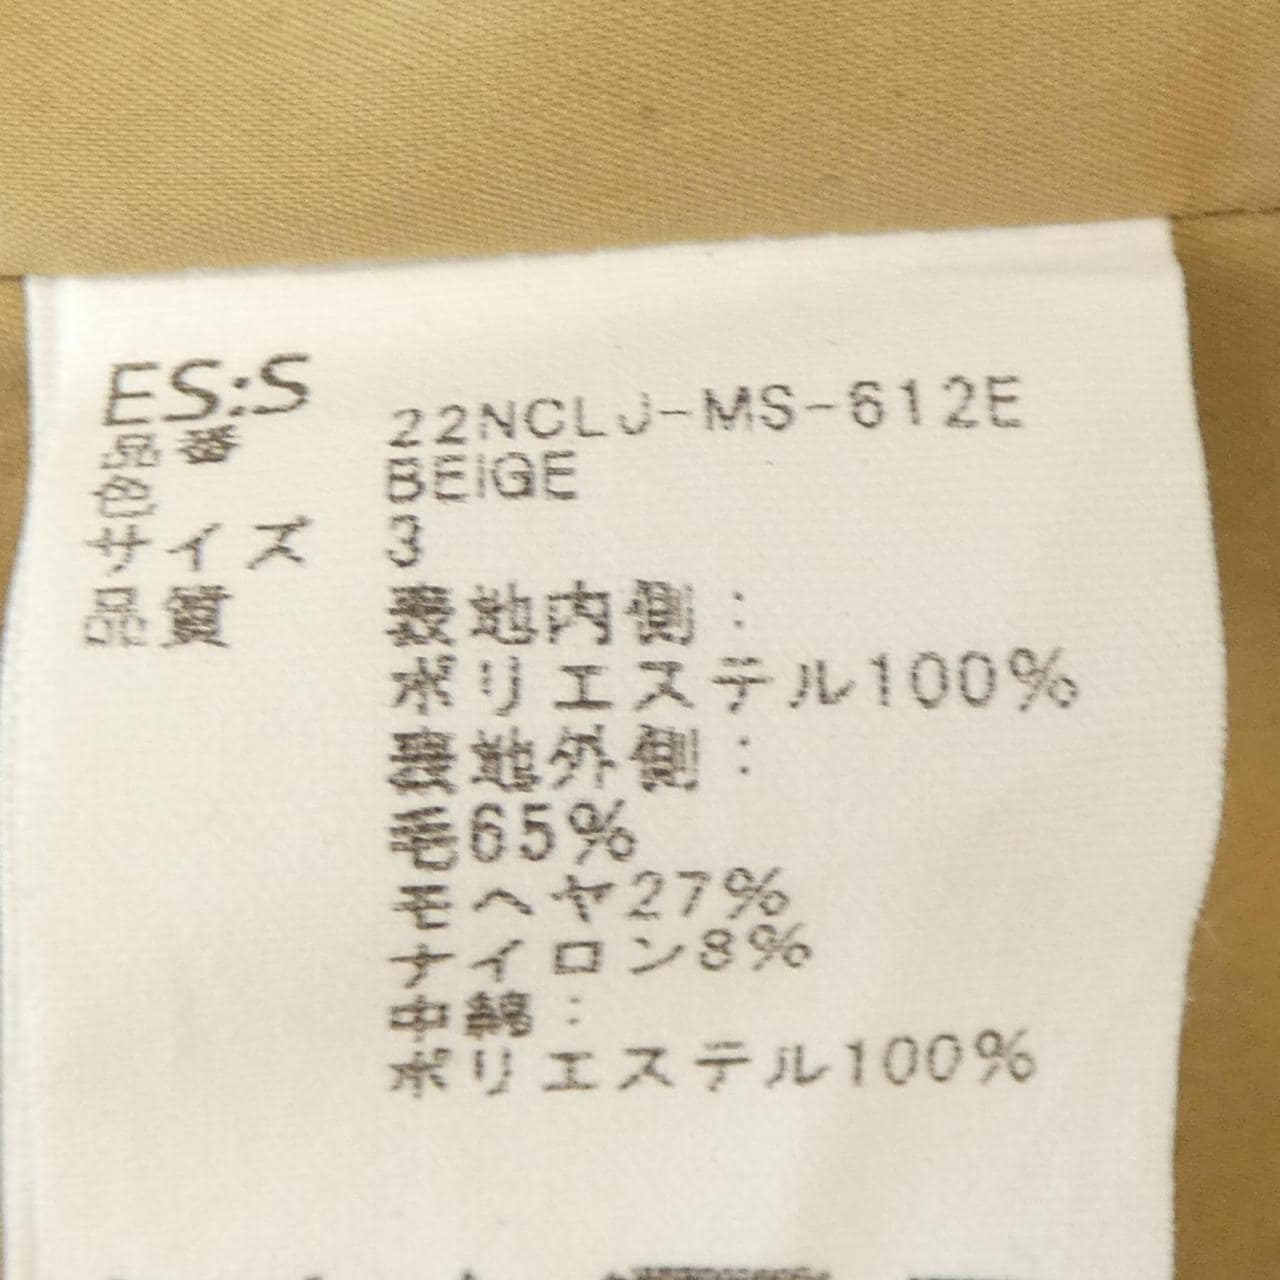 ES:S
品番 22NCLJ-MS-612E
色 BEIGE
サイズ 3
品質 表地内側:
ポリエステル100%
表地外側:
毛65%
モヘヤ27%
ナイロン8%
中綿:
ポリエステル100%